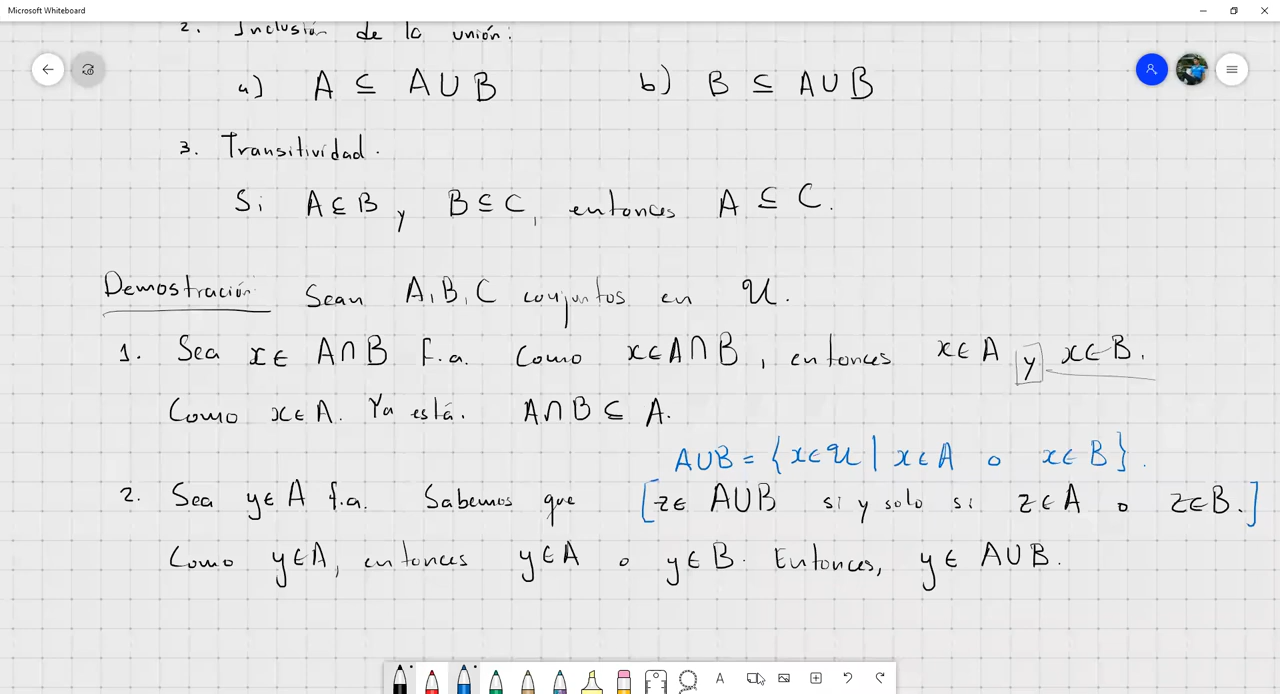 Microsoft Whiteboard
2. Inclusión de la unión:
a) A ⊆ A∪B b) B ⊆ A∪B
3. Transitividad.
Si A⊆B y B⊆C, entonces A ⊆ C.
Demostración Sean A, B, C conjuntos en U.
1. Sea x∈ A∩B f.a. Como x∈A∩B, entonces x∈A y x∈B.
Como x∈A. Ya está. A∩B ⊆ A.
A∪B = {x∈U | x∈A o x∈B}.
2. Sea y∈A f.a. Sabemos que [z∈ A∪B si y solo si z∈A o z∈B.]
Como y∈A, entonces y∈A o y∈B. Entonces, y∈ A∪B.